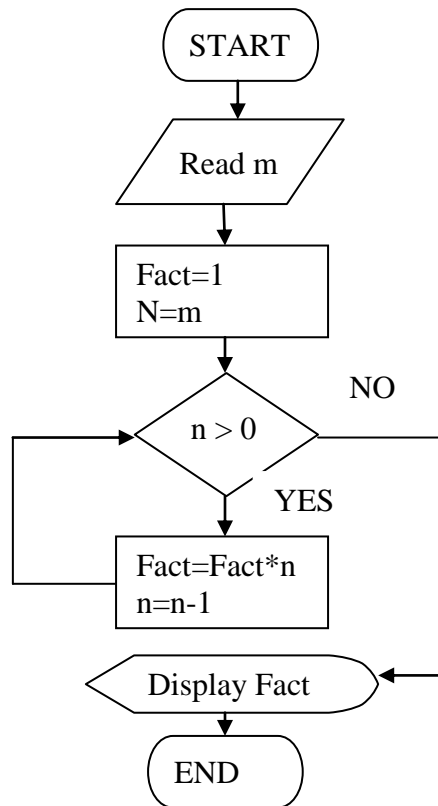 START
Read m
Fact=1
N=m
n > 0
NO
YES
Fact=Fact*n
n=n-1
Display Fact
END